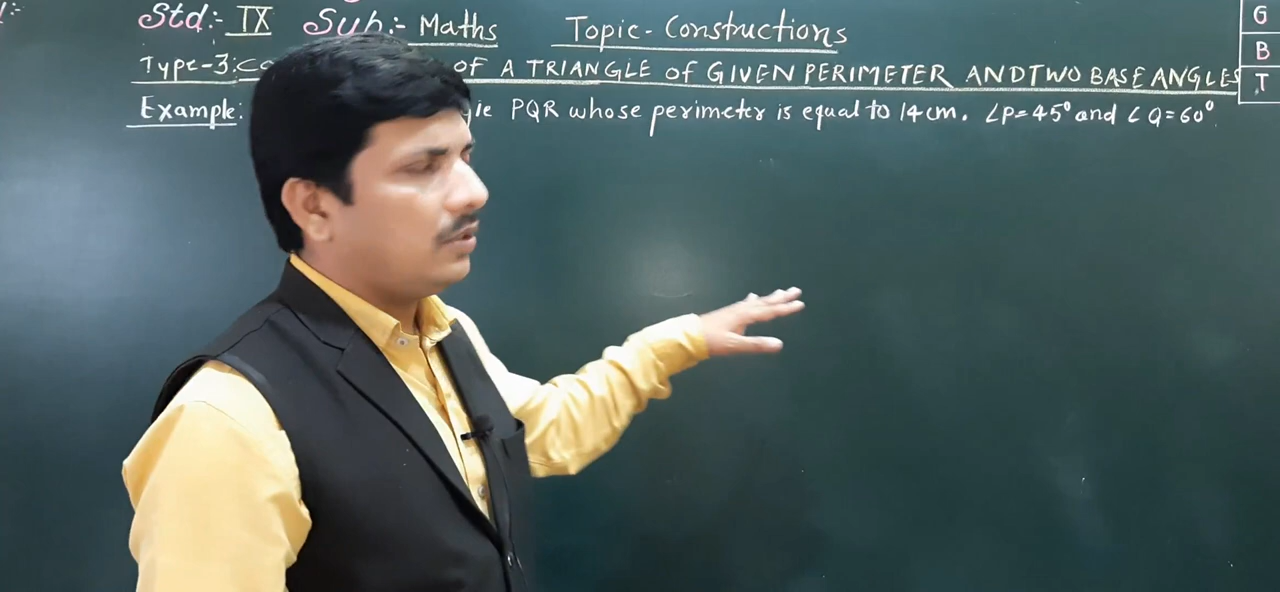 Std:- IX Sub:- Maths Topic- Constructions
Type-3: OF A TRIANGLE of GIVEN PERIMETER AND TWO BASE ANGLES
Example: PQR whose perimeter is equal to 14 cm. ∠P=45° and ∠Q=60°.
G
B
T